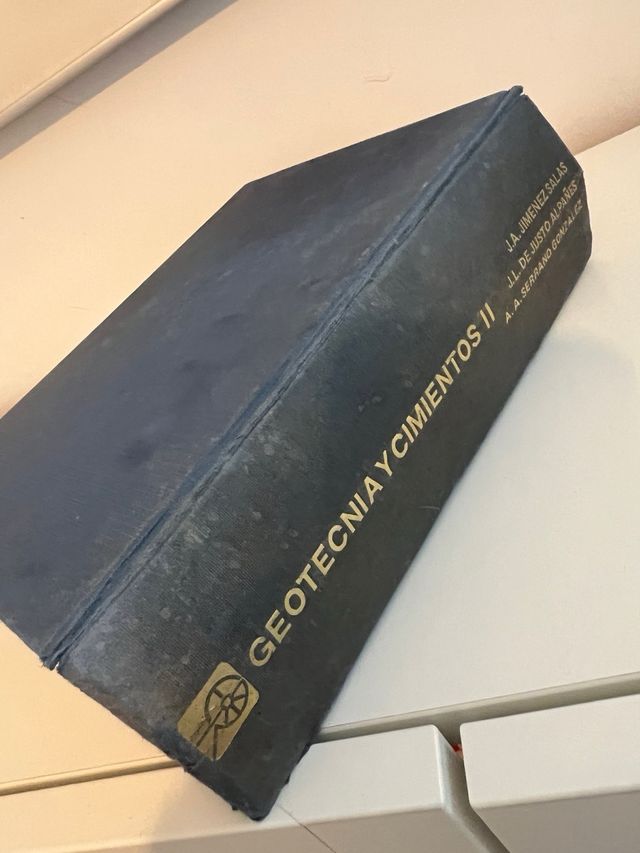 J.A. JIMENEZ SALAS
J.L. DE JUSTO ALPAÑES
A. A. SERRANO GONZALEZ
GEOTECNIA Y CIMIENTOS II